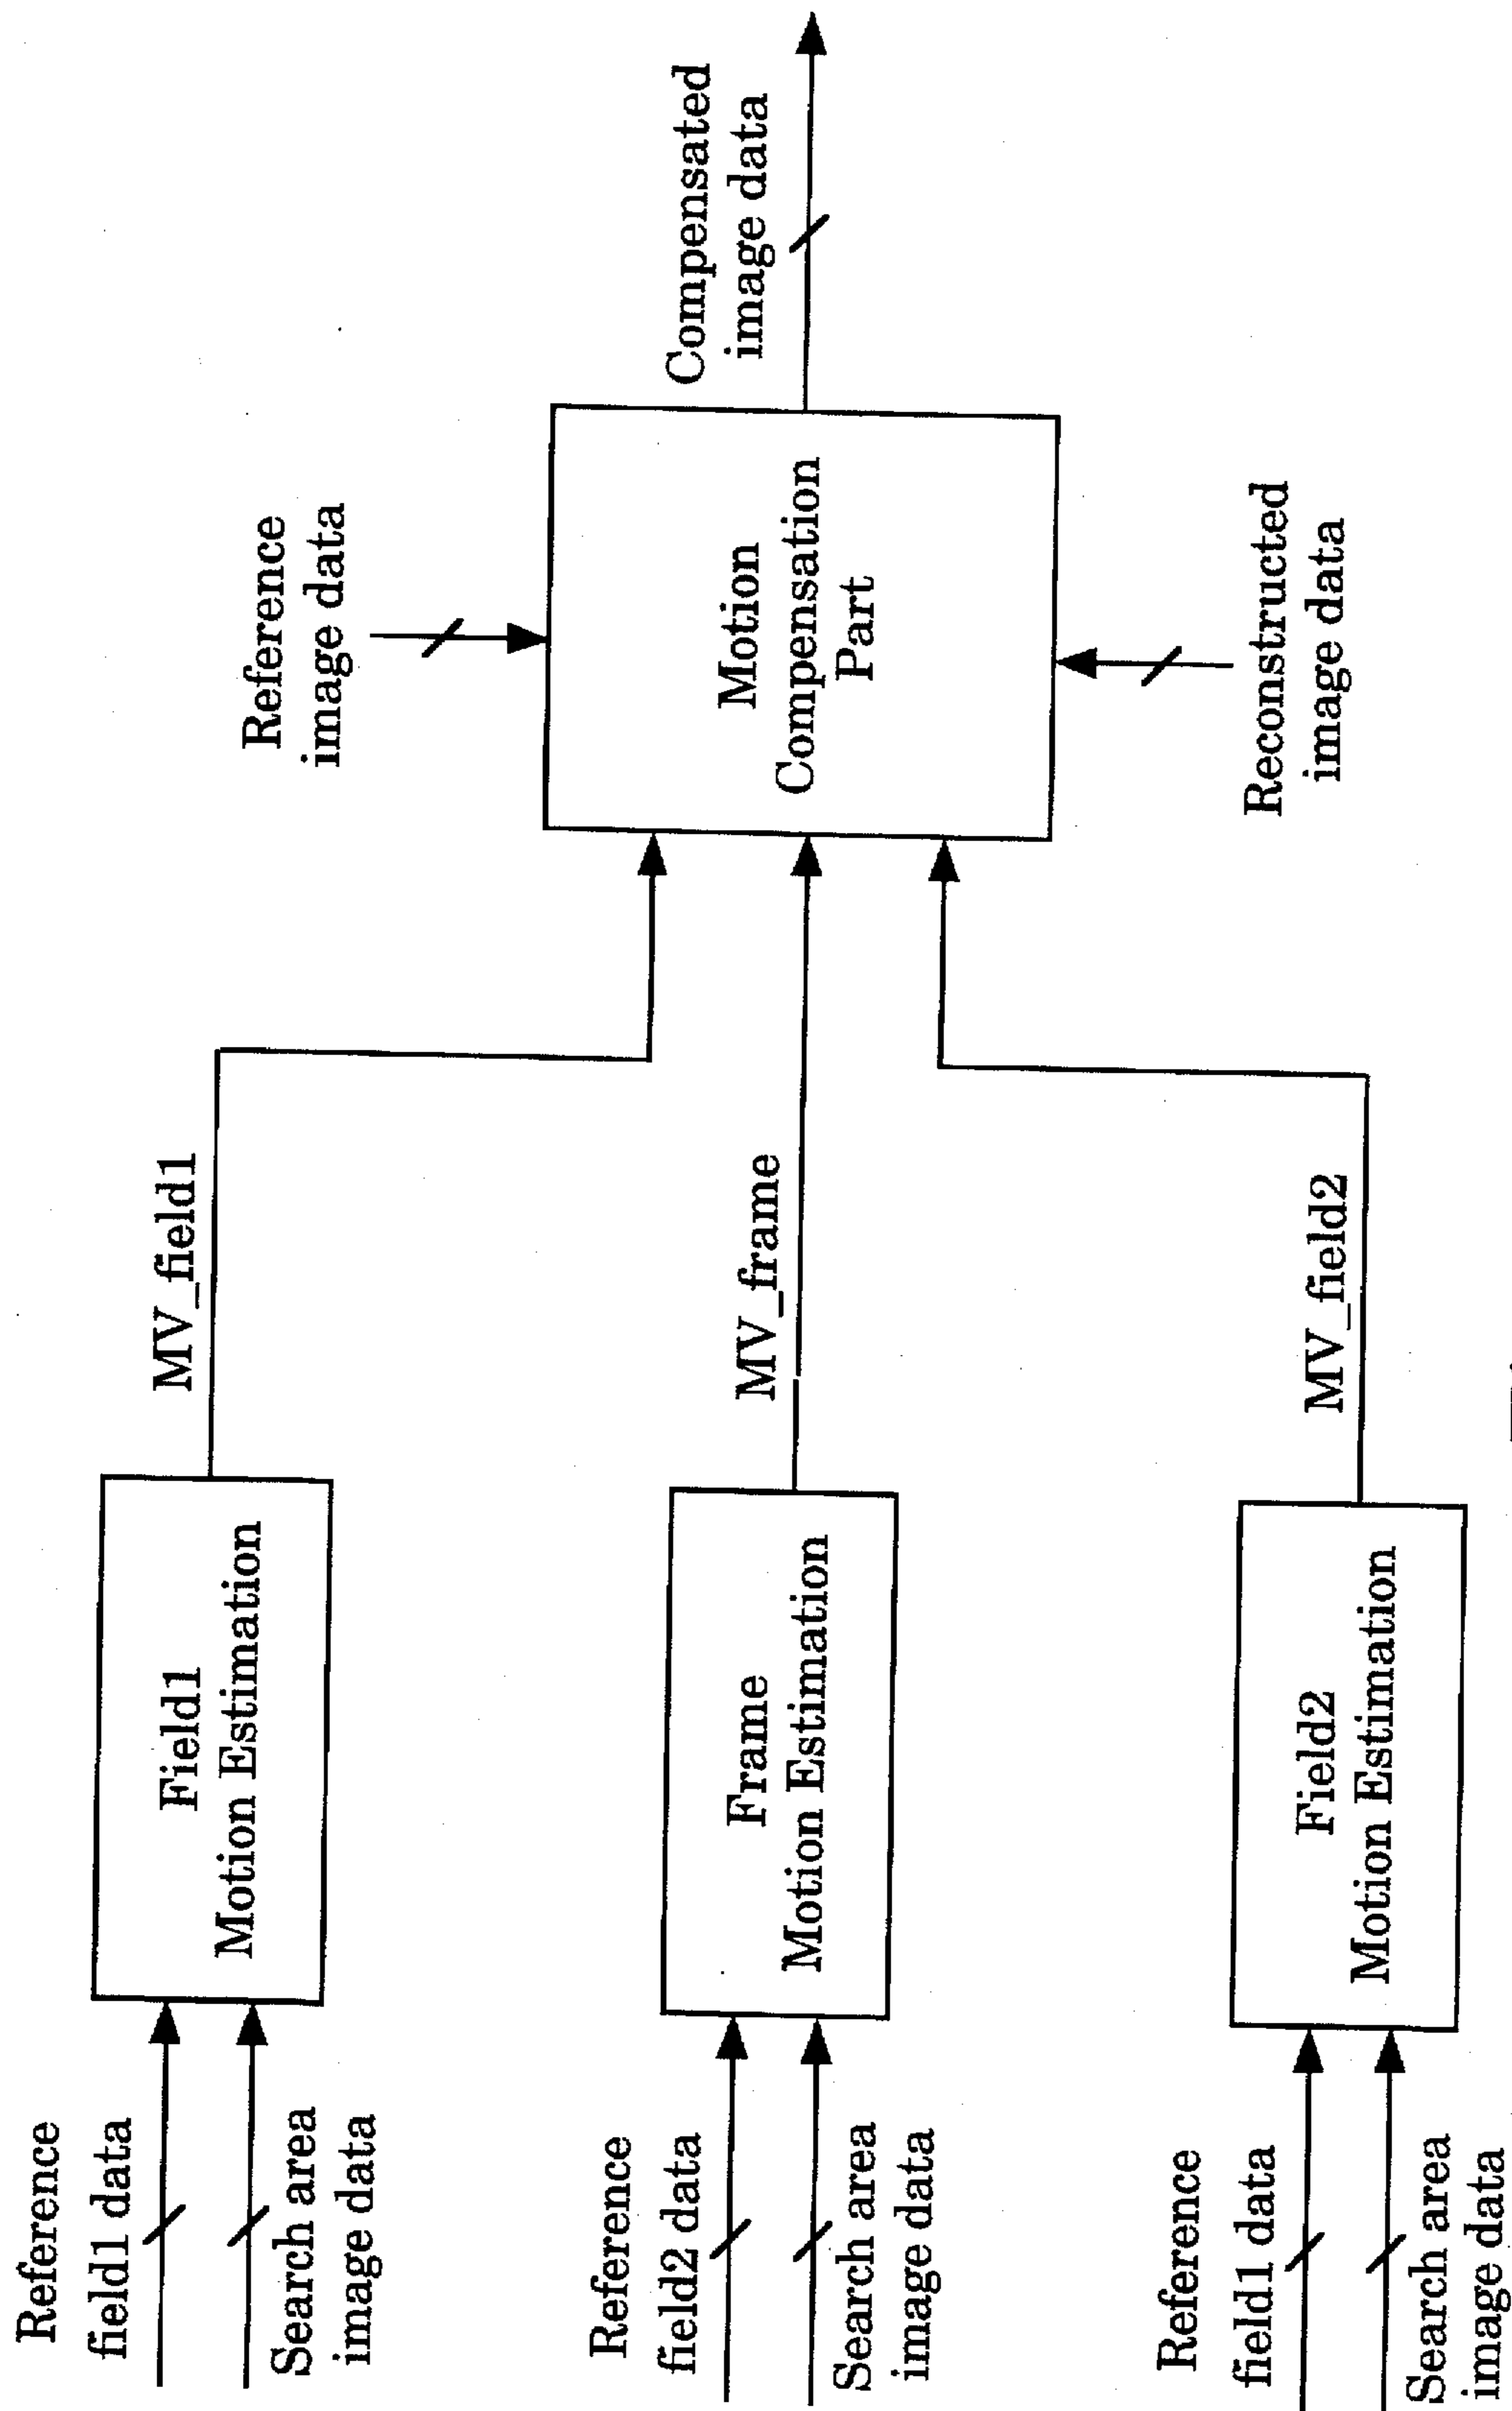 Reference
field1 data
Search area
image data
Field1
Motion Estimation
MV_field1
Reference
field2 data
Search area
image data
Frame
Motion Estimation
MV_frame
Reference
field1 data
Search area
image data
Field2
Motion Estimation
MV_field2
Reference
image data
Motion
Compensation
Part
Reconstructed
image data
Compensated
image data